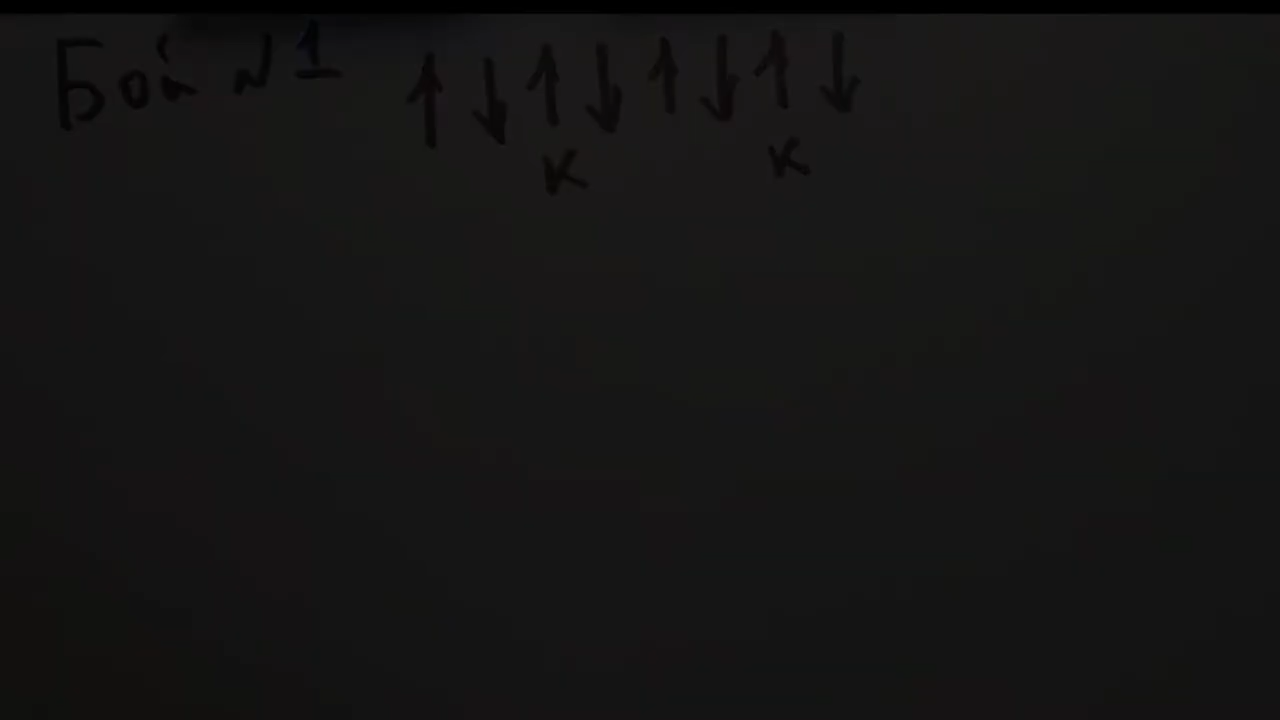 Бой №1 ↑ ↓ ↑ ↓ ↑ ↓ ↑ ↓
к к